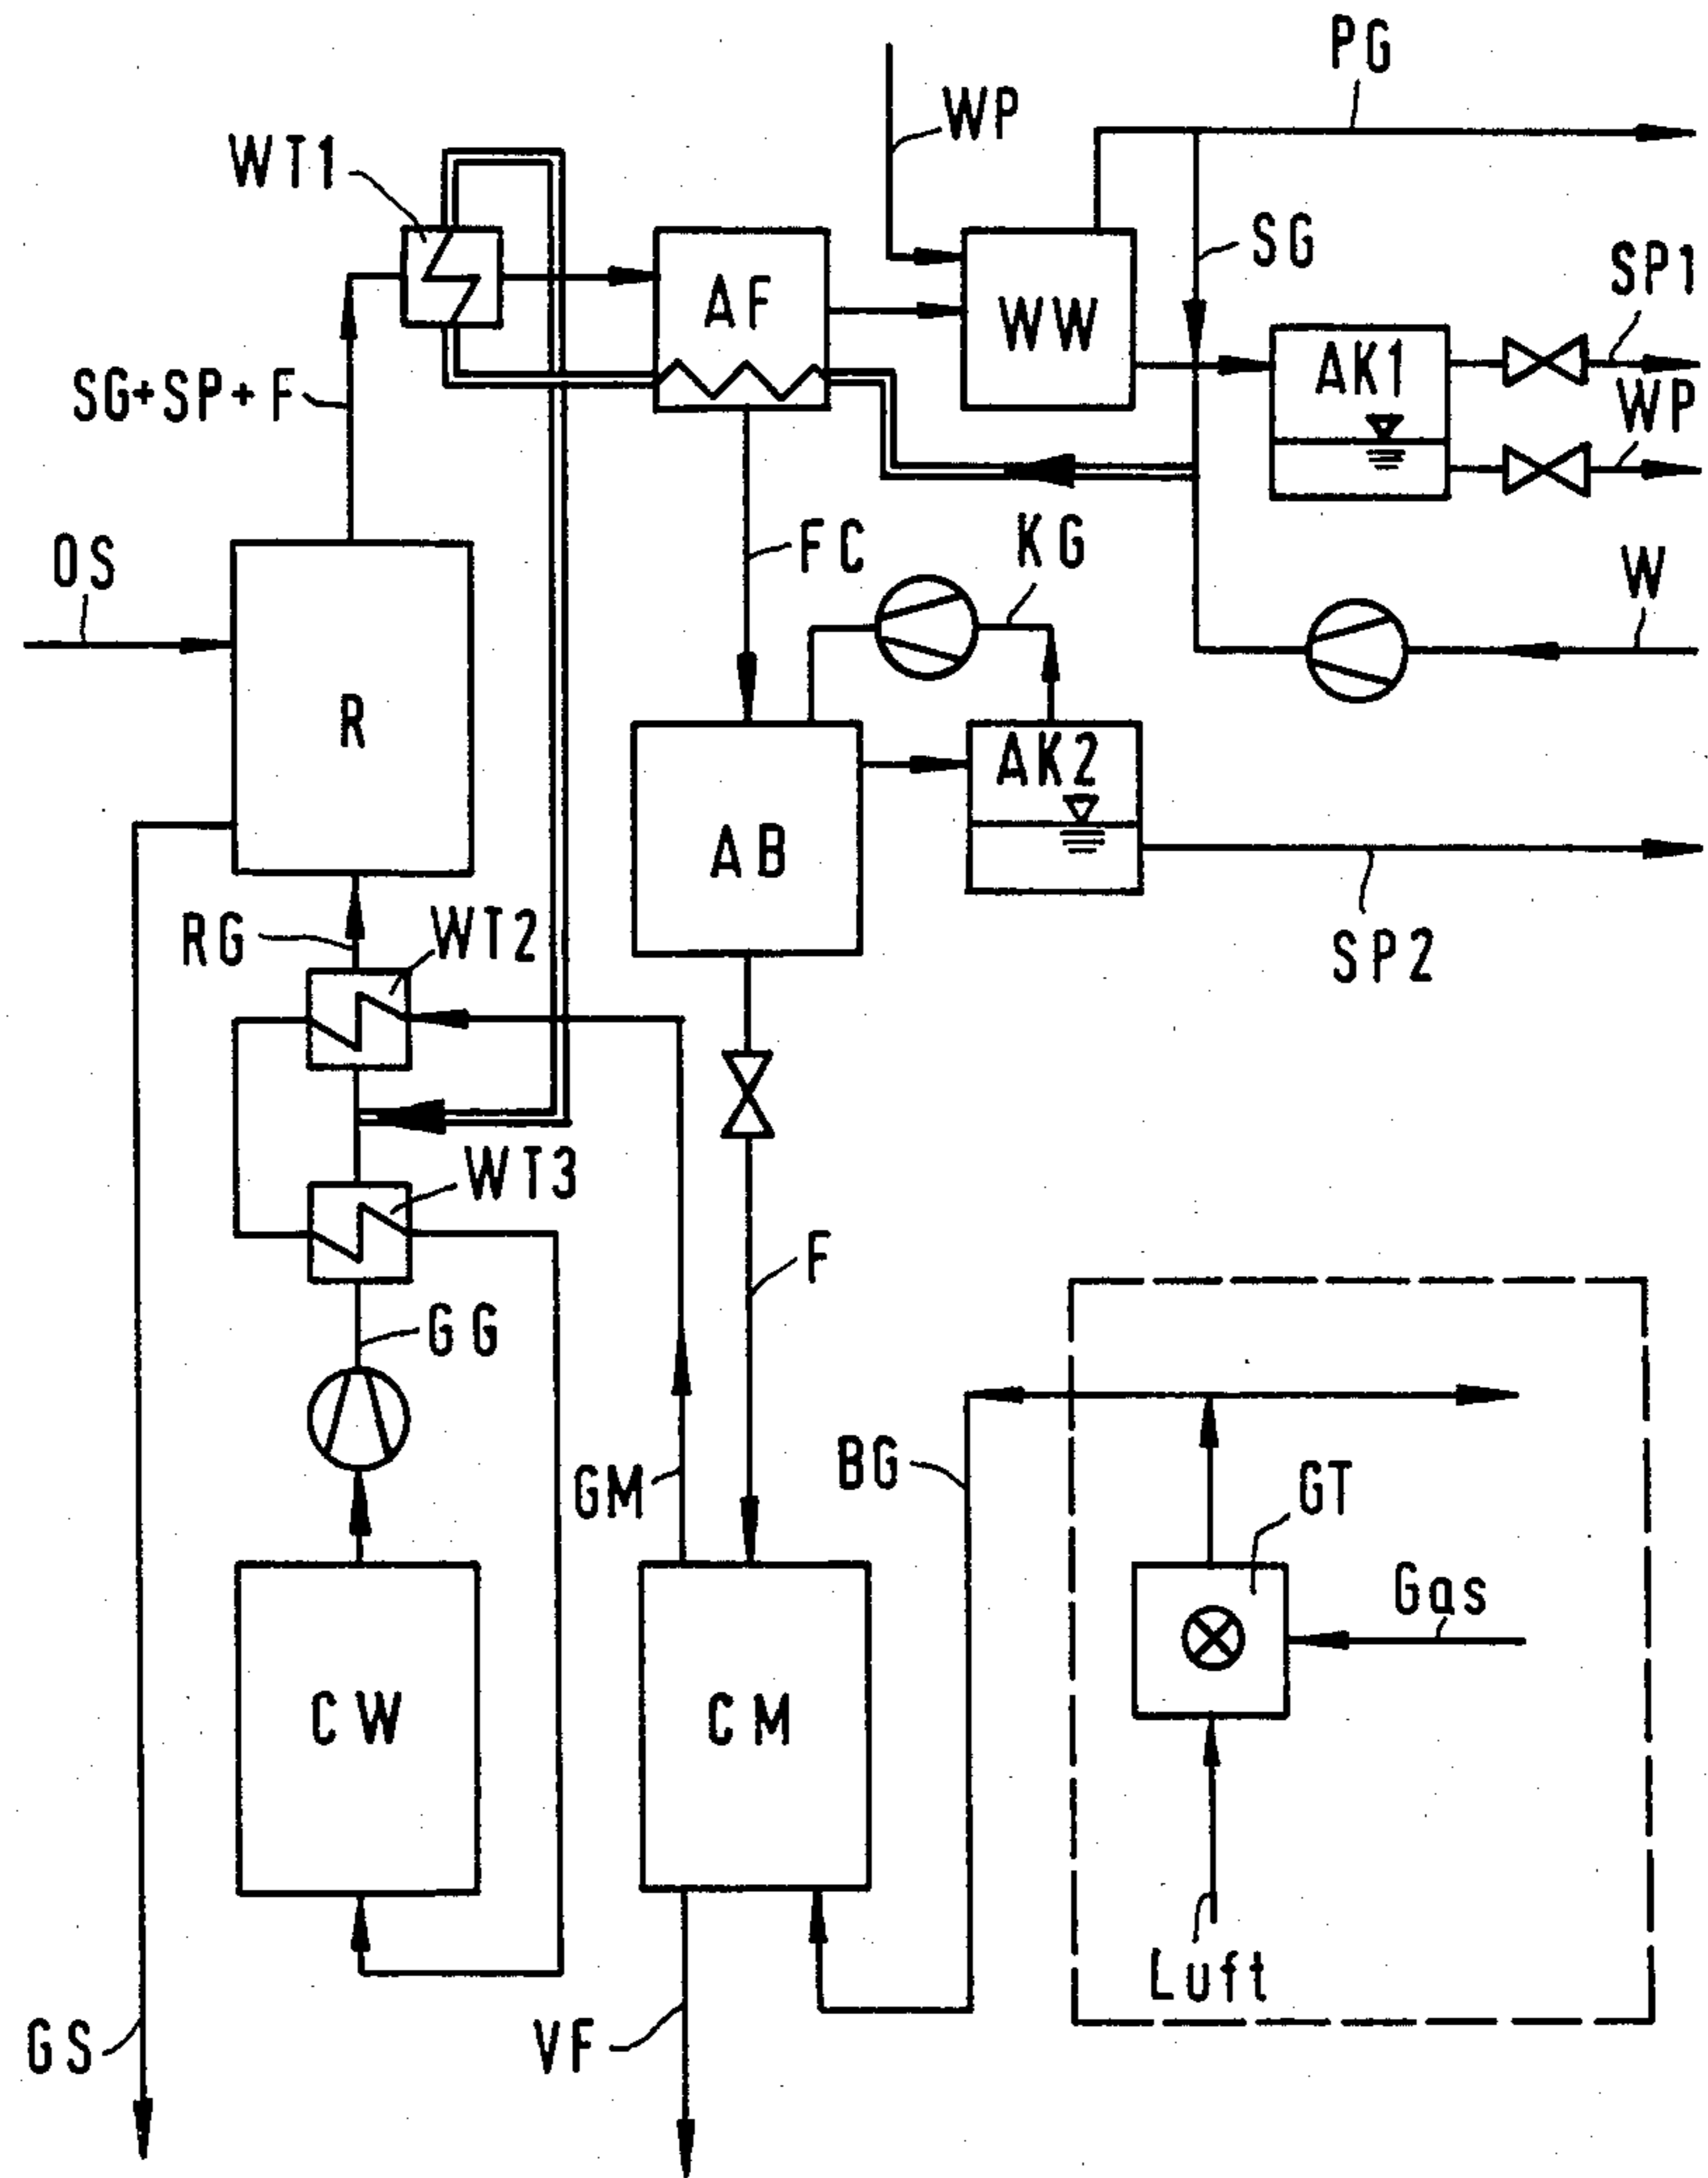 PG
WP
WT1
SG
SP1
AF
WW
AK1
WP
SG+SP+F
FC
KG
OS
W
R
AK2
AB
RG
WT2
SP2
WT3
F
GG
BG
GM
GT
Gas
CW
CM
Luft
GS
VF